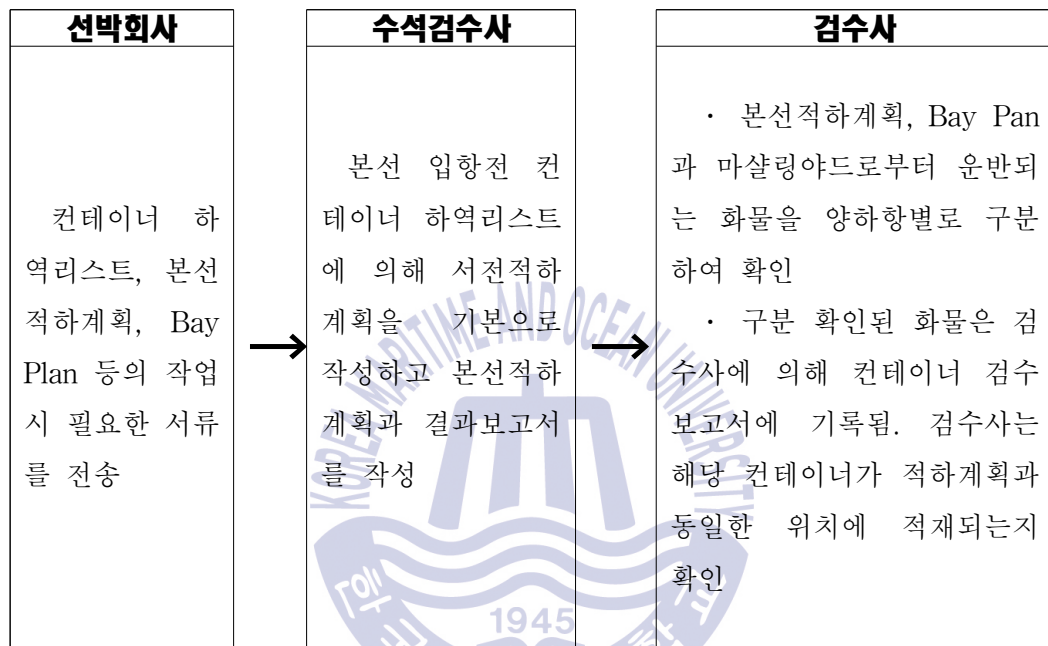 선박회사
컨테이너 하
역리스트, 본선
적하계획, Bay
Plan 등의 작업
시 필요한 서류
를 전송
수석검수사
본선 입항전 컨
테이너 하역리스트
에 의해 서전적하
계획을 기본으로
작성하고 본선적하
계획과 결과보고서
를 작성
검수사
· 본선적하계획, Bay Pan
과 마샬링야드로부터 운반되
는 화물을 양하항별로 구분
하여 확인
· 구분 확인된 화물은 검
수사에 의해 컨테이너 검수
보고서에 기록됨. 검수사는
해당 컨테이너가 적하계획과
동일한 위치에 적재되는지
확인
KOREA MARITIME AND OCEAN UNIVERSITY
1945